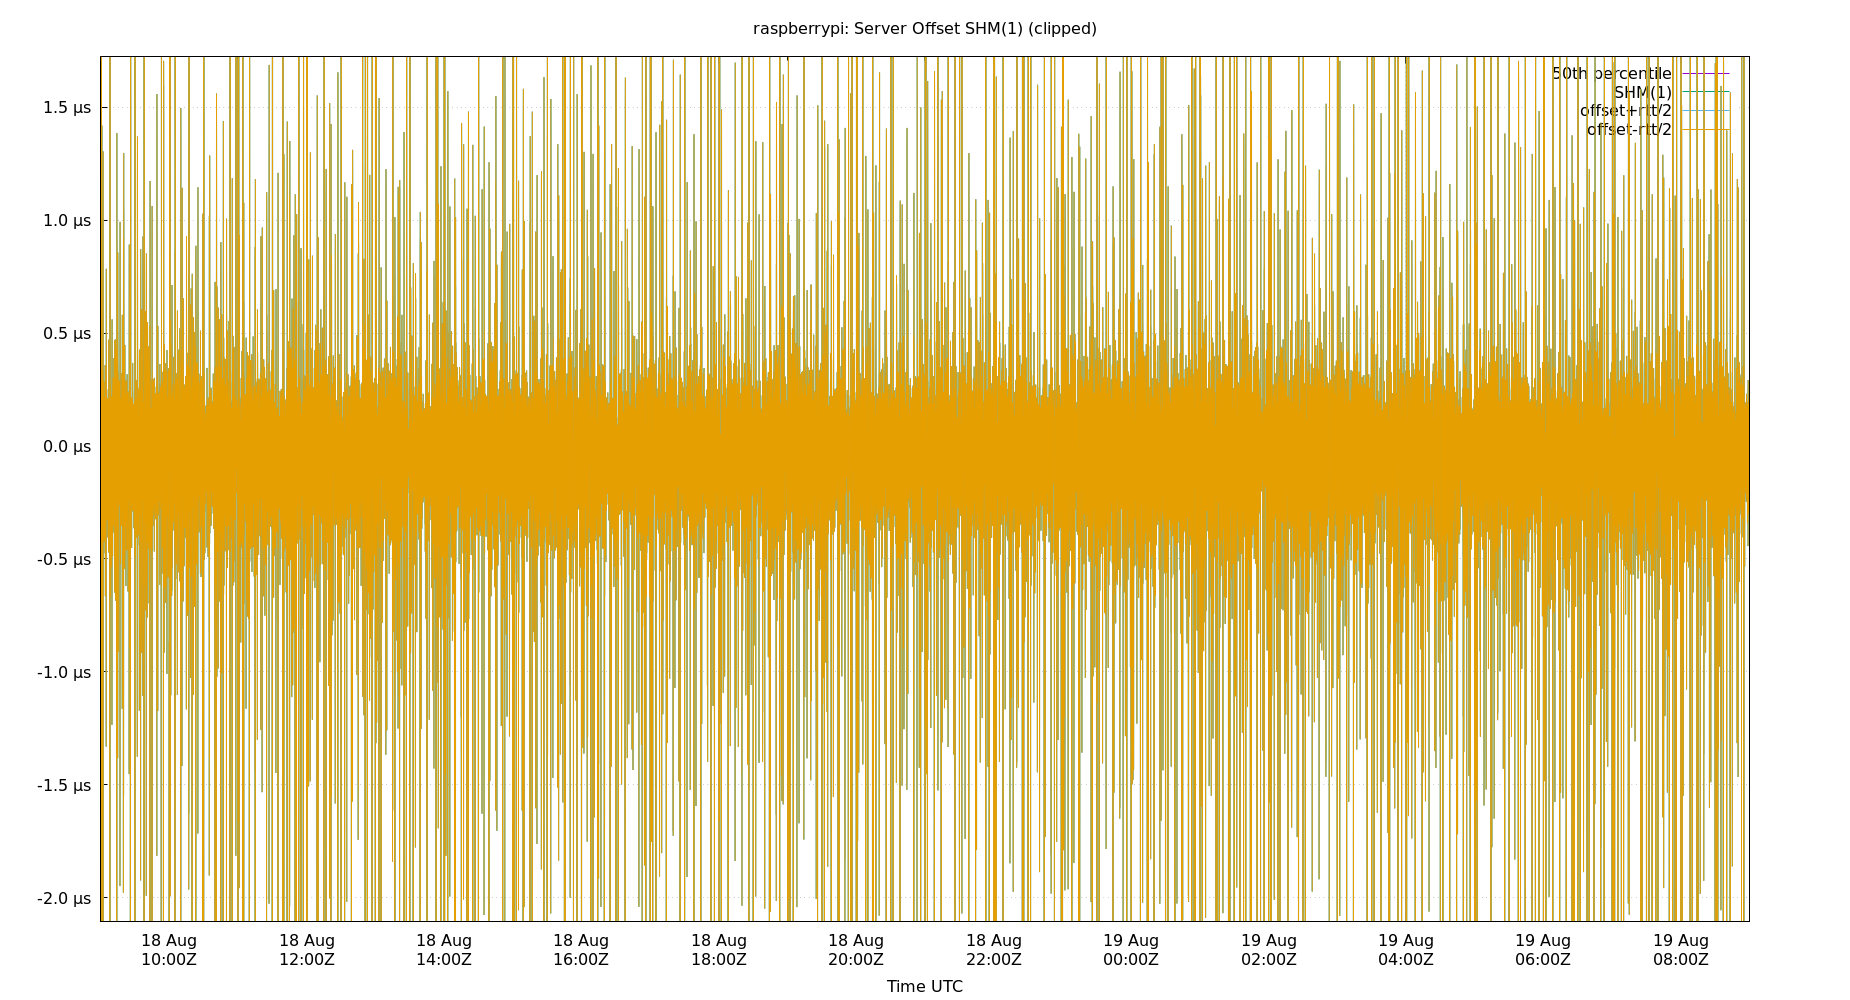 raspberrypi: Server Offset SHM(1) (clipped)
50th percentile
SHM(1)
offset+rtt/2
offset-rtt/2
1.5 µs
1.0 µs
0.5 µs
0.0 µs
-0.5 µs
-1.0 µs
-1.5 µs
-2.0 µs
18 Aug 18 Aug 18 Aug 18 Aug 18 Aug 18 Aug 18 Aug 19 Aug 19 Aug 19 Aug 19 Aug 19 Aug
10:00Z 12:00Z 14:00Z 16:00Z 18:00Z 20:00Z 22:00Z 00:00Z 02:00Z 04:00Z 06:00Z 08:00Z
Time UTC